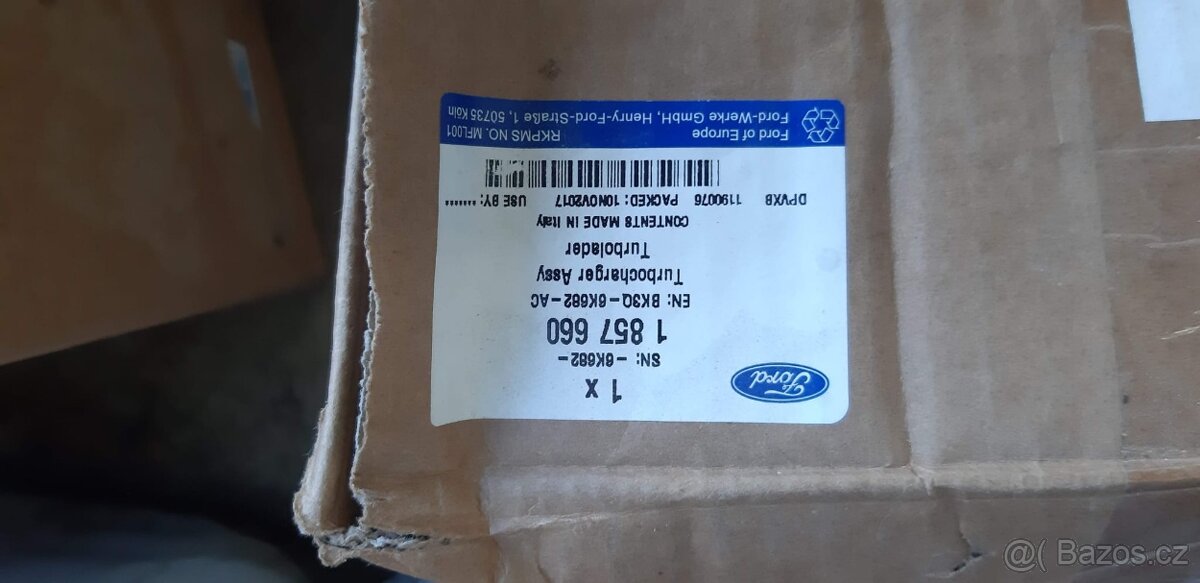 Ford
1 x
SN: -6K682-
1 857 660
EN: BK3Q-6K682-AC
Turbocharger Assy
Turbolader
CONTENTS MADE IN Italy
DPVXB 1190076 PACKED: 10NOV2017 USE BY: *******
Ford of Europe RKPMS NO. MFL001
Ford-Werke GmbH, Henry-Ford-Straße 1, 50735 Köln
@( Bazos.cz